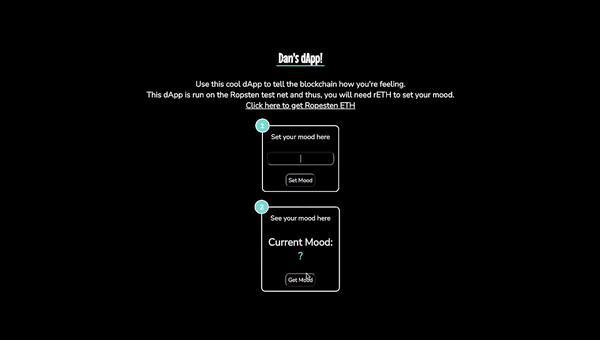 Dan's dApp!
Use this cool dApp to tell the blockchain how you're feeling.
This dApp is run on the Ropsten test net and thus, you will need rETH to set your mood.
Click here to get Ropesten ETH
1
Set your mood here
Set Mood
2
See your mood here
Current Mood:
?
Get Mood